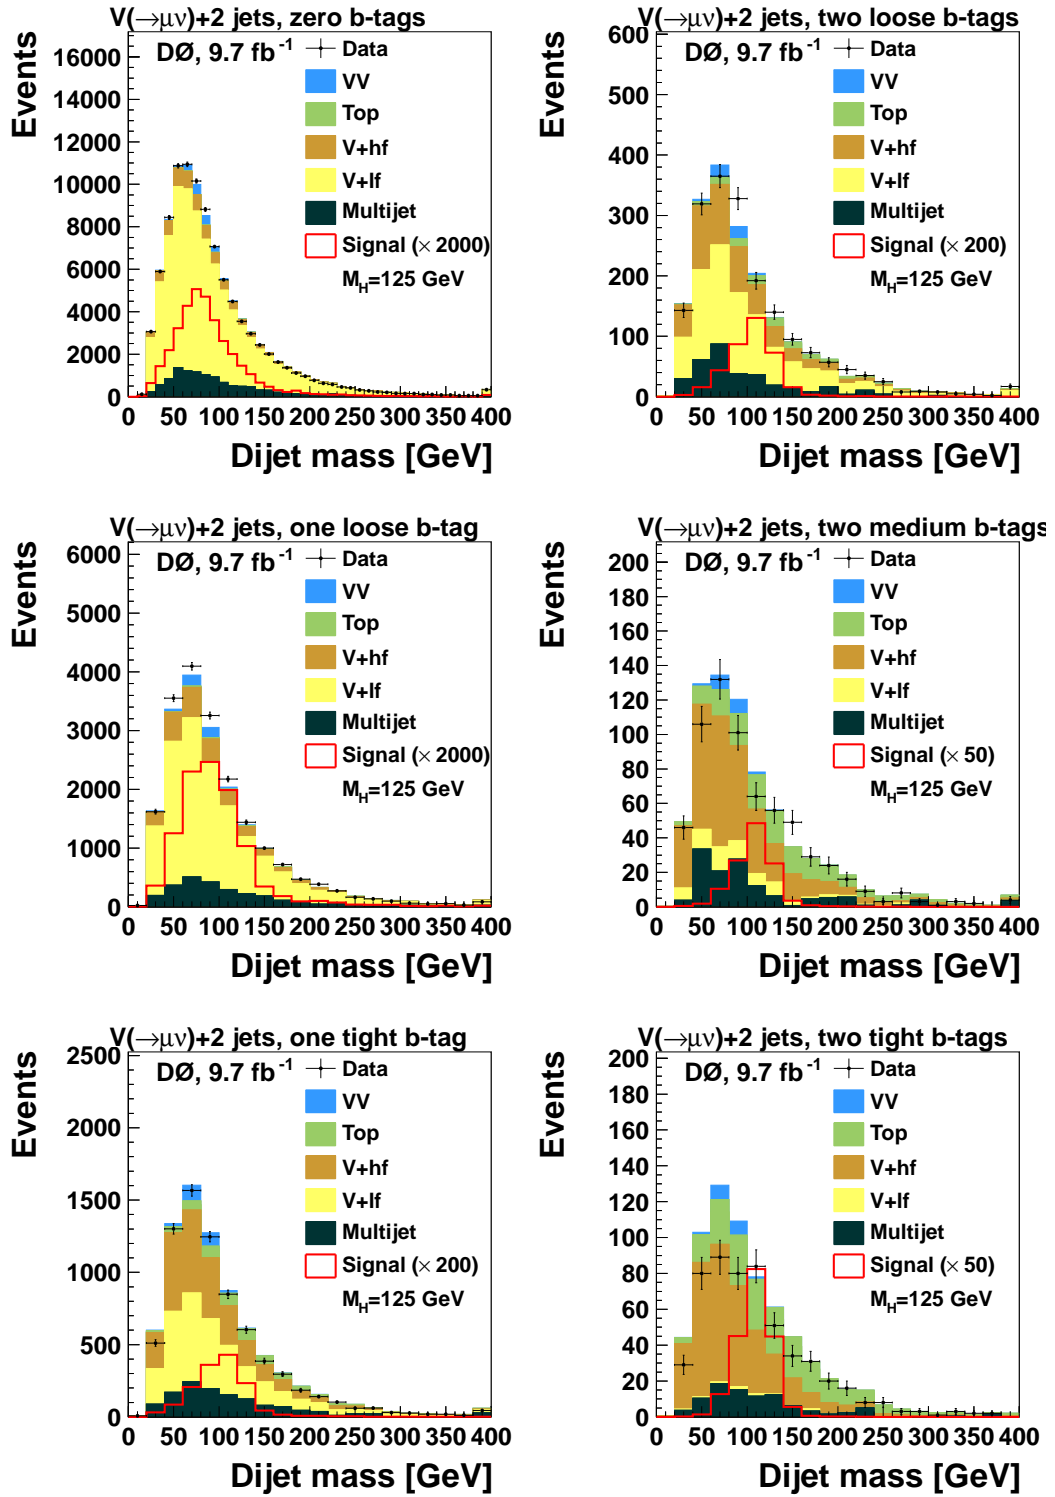 V(→μν)+2 jets, zero b-tags
Events
16000
14000
12000
10000
8000
6000
4000
2000
0
DØ, 9.7 fb⁻¹
Data
VV
Top
V+hf
V+lf
Multijet
Signal (× 2000)
M_H=125 GeV
0 50 100 150 200 250 300 350 400
Dijet mass [GeV]
V(→μν)+2 jets, two loose b-tags
Events
600
500
400
300
200
100
0
DØ, 9.7 fb⁻¹
Data
VV
Top
V+hf
V+lf
Multijet
Signal (× 200)
M_H=125 GeV
0 50 100 150 200 250 300 350 400
Dijet mass [GeV]
V(→μν)+2 jets, one loose b-tag
Events
6000
5000
4000
3000
2000
1000
0
DØ, 9.7 fb⁻¹
Data
VV
Top
V+hf
V+lf
Multijet
Signal (× 2000)
M_H=125 GeV
0 50 100 150 200 250 300 350 400
Dijet mass [GeV]
V(→μν)+2 jets, two medium b-tags
Events
200
180
160
140
120
100
80
60
40
20
0
DØ, 9.7 fb⁻¹
Data
VV
Top
V+hf
V+lf
Multijet
Signal (× 50)
M_H=125 GeV
0 50 100 150 200 250 300 350 400
Dijet mass [GeV]
V(→μν)+2 jets, one tight b-tag
Events
2500
2000
1500
1000
500
0
DØ, 9.7 fb⁻¹
Data
VV
Top
V+hf
V+lf
Multijet
Signal (× 200)
M_H=125 GeV
0 50 100 150 200 250 300 350 400
Dijet mass [GeV]
V(→μν)+2 jets, two tight b-tags
Events
200
180
160
140
120
100
80
60
40
20
0
DØ, 9.7 fb⁻¹
Data
VV
Top
V+hf
V+lf
Multijet
Signal (× 50)
M_H=125 GeV
0 50 100 150 200 250 300 350 400
Dijet mass [GeV]